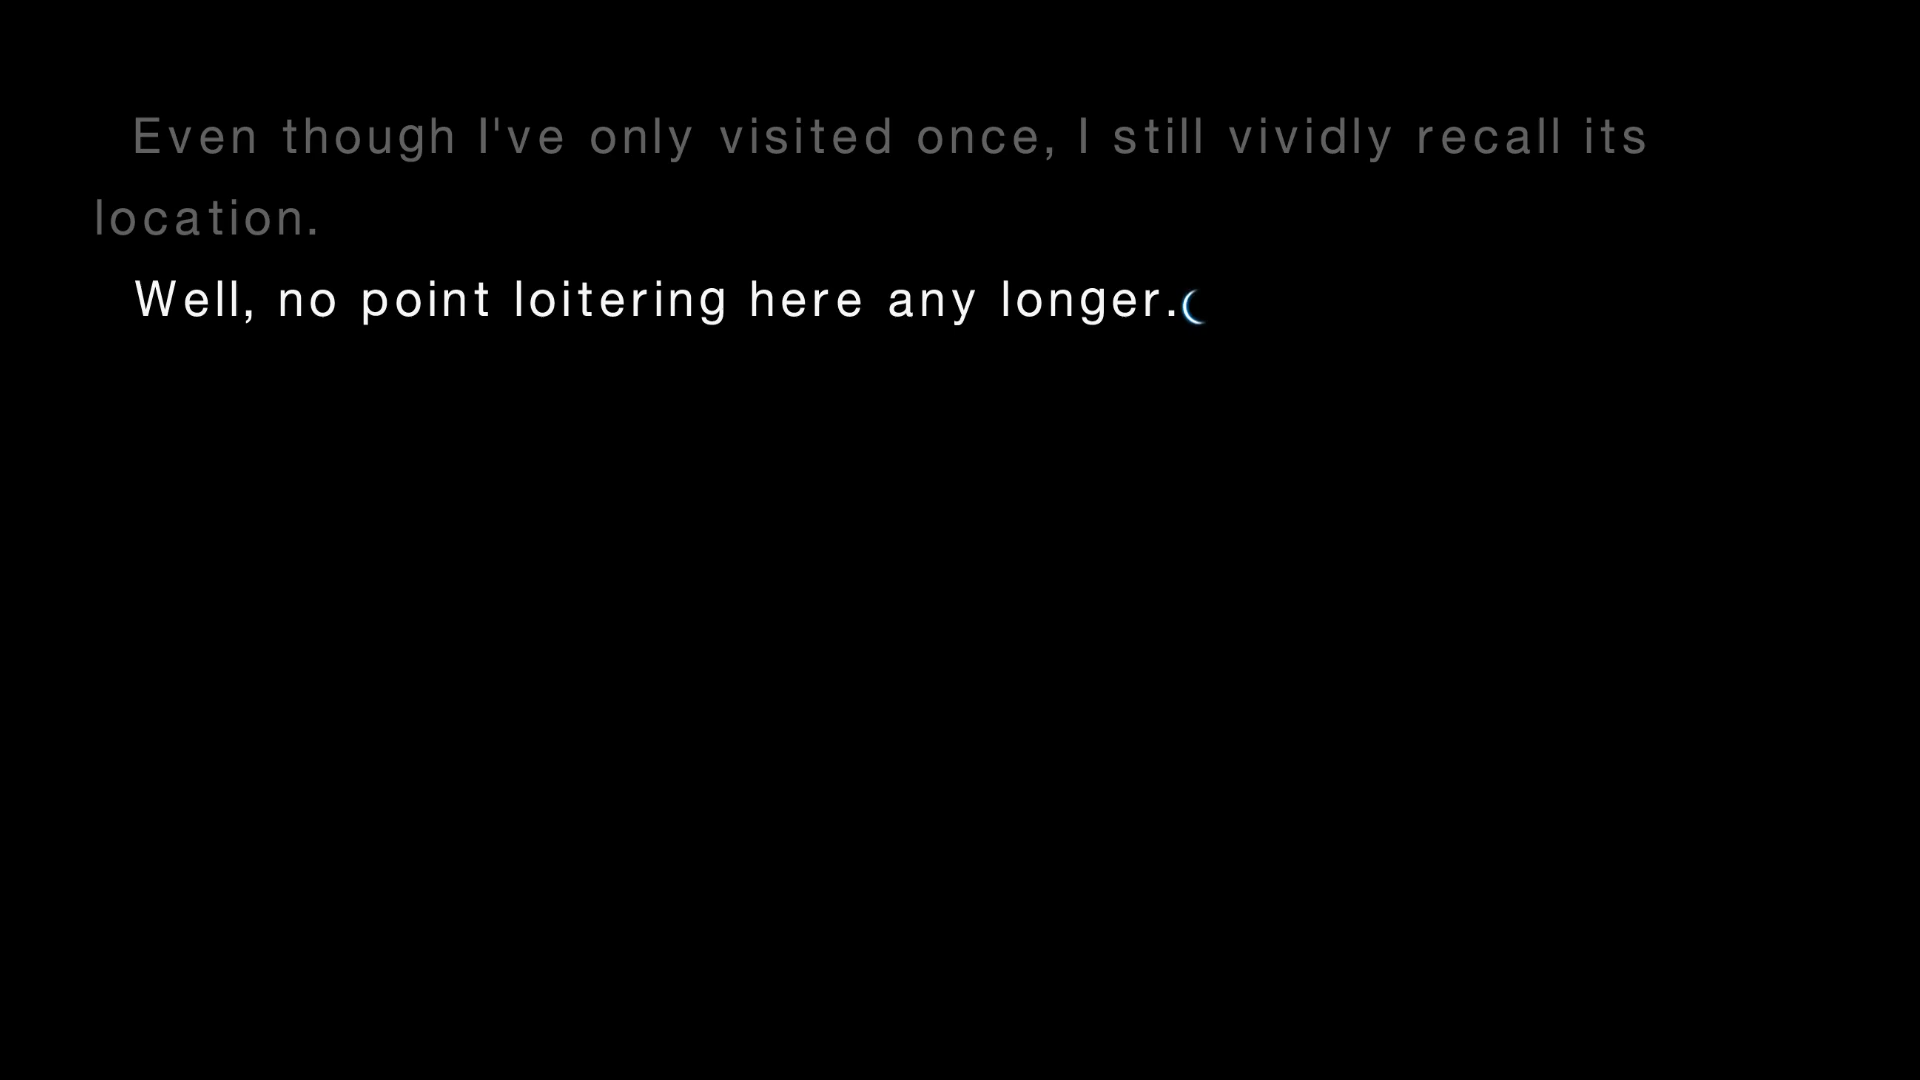 Even though I've only visited once, I still vividly recall its
location.
Well, no point loitering here any longer.